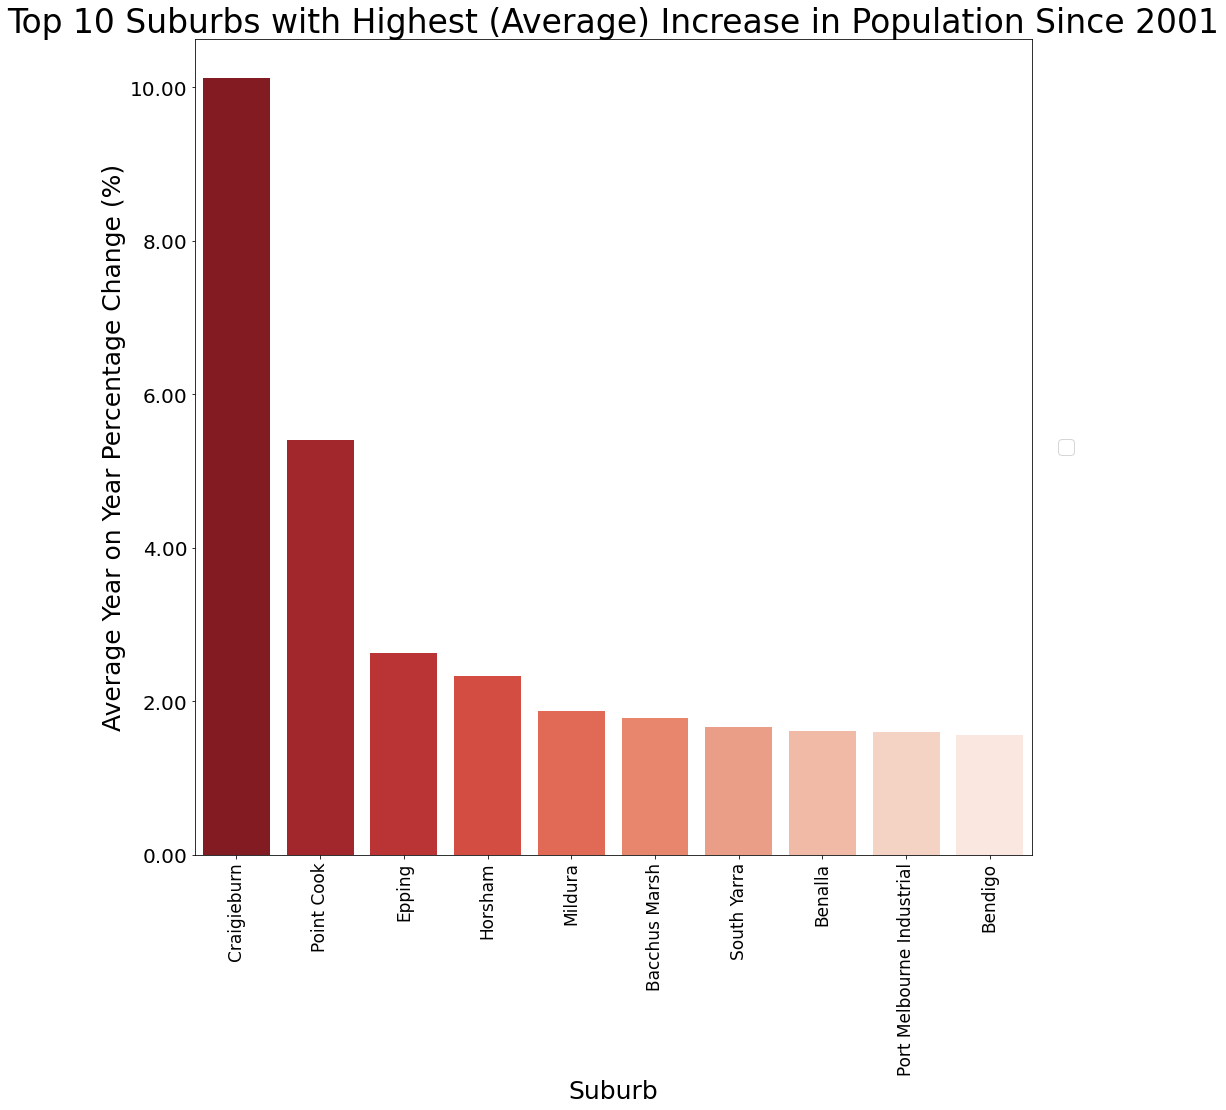 Top 10 Suburbs with Highest (Average) Increase in Population Since 2001
Average Year on Year Percentage Change (%)
10.00
8.00
6.00
4.00
2.00
0.00
Craigieburn
Point Cook
Epping
Horsham
Mildura
Bacchus Marsh
South Yarra
Benalla
Port Melbourne Industrial
Bendigo
Suburb